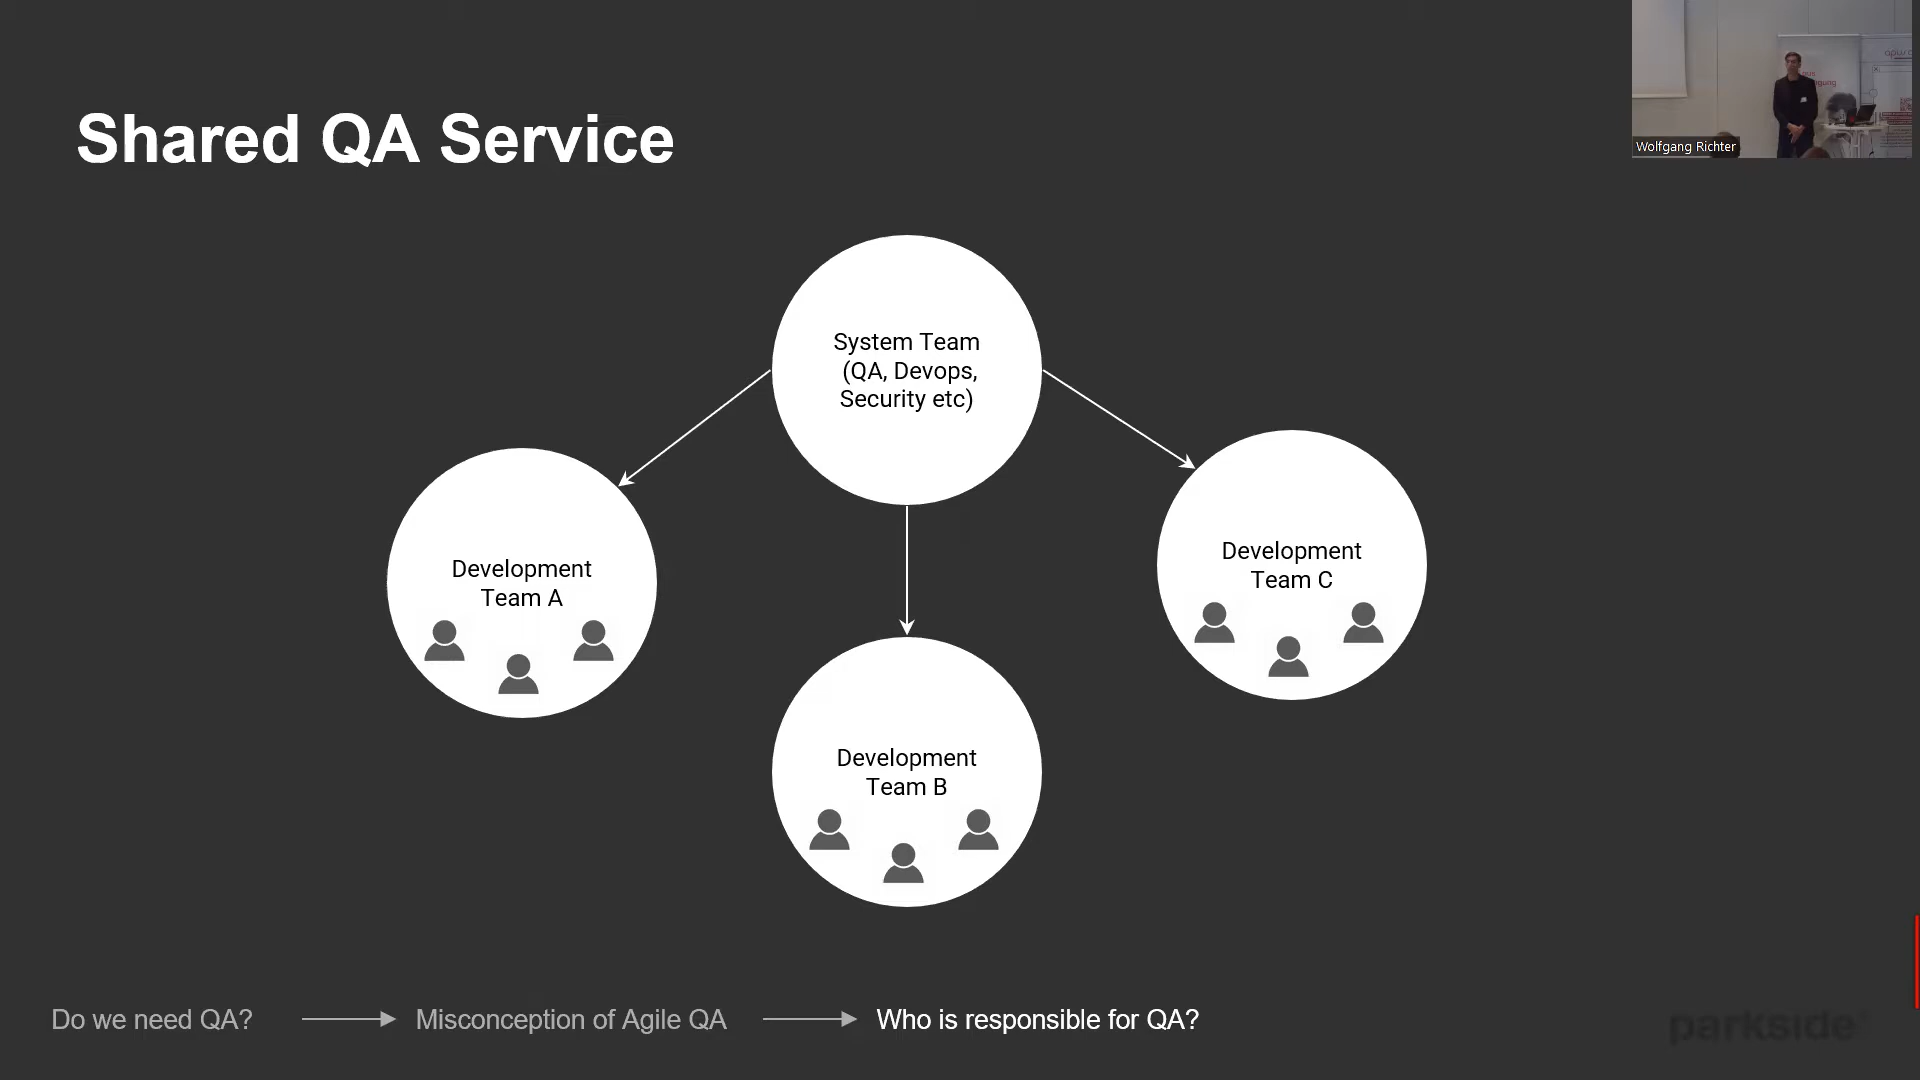 Shared QA Service
Wolfgang Richter
System Team
(QA, Devops,
Security etc)
Development
Team A
Development
Team C
Development
Team B
Do we need QA?
Misconception of Agile QA
Who is responsible for QA?
parkside